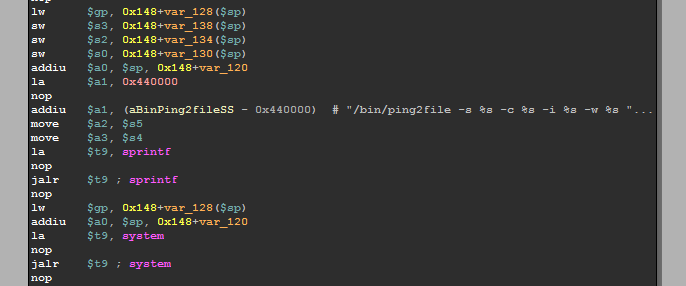 lw $gp, 0x148+var_128($sp)
sw $s3, 0x148+var_138($sp)
sw $s2, 0x148+var_134($sp)
sw $s0, 0x148+var_130($sp)
addiu $a0, $sp, 0x148+var_120
la $a1, 0x440000
nop
addiu $a1, (aBinPing2fileSS - 0x440000) # "/bin/ping2file -s %s -c %s -i %s -w %s "...
move $a2, $s5
move $a3, $s4
la $t9, sprintf
nop
jalr $t9 ; sprintf
nop
lw $gp, 0x148+var_128($sp)
addiu $a0, $sp, 0x148+var_120
la $t9, system
nop
jalr $t9 ; system
nop